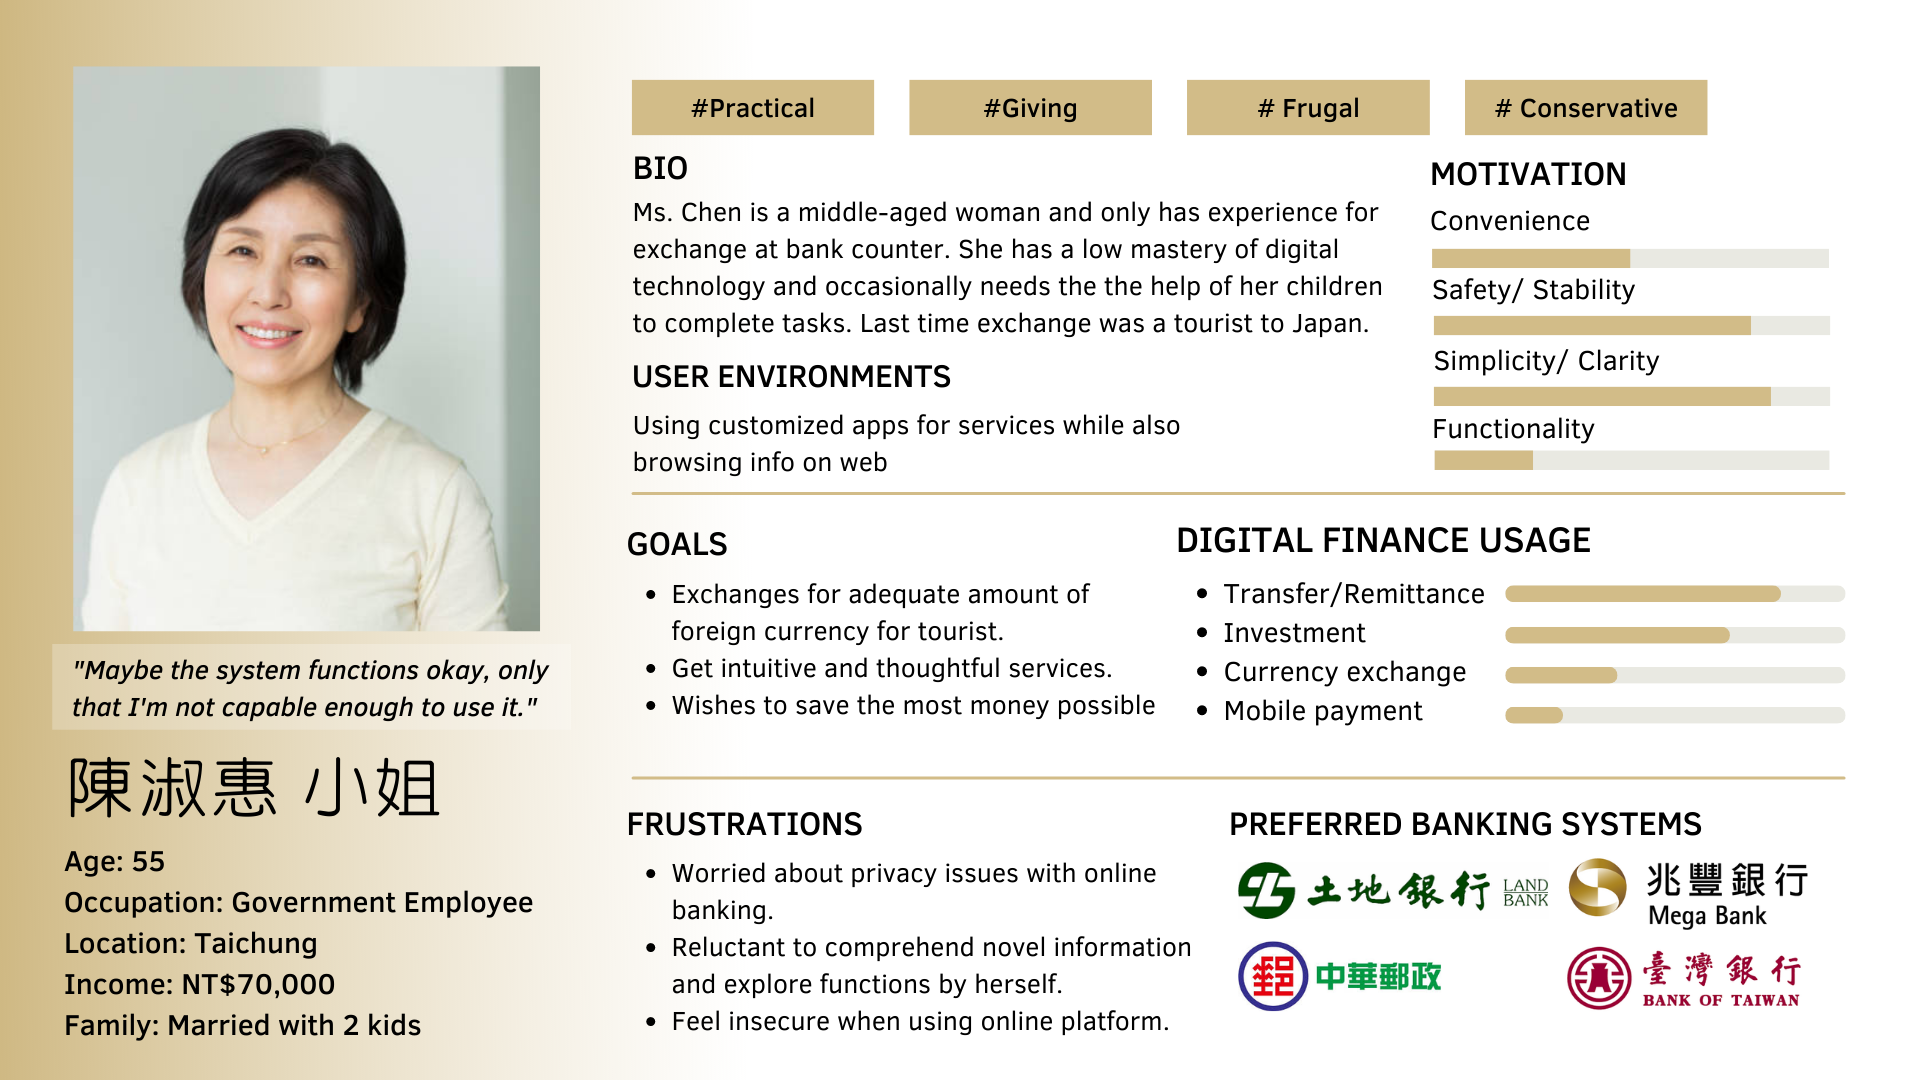 #Practical
#Giving
# Frugal
# Conservative
BIO
Ms. Chen is a middle-aged woman and only has experience for
exchange at bank counter. She has a low mastery of digital
technology and occasionally needs the the help of her children
to complete tasks. Last time exchange was a tourist to Japan.
USER ENVIRONMENTS
Using customized apps for services while also
browsing info on web
MOTIVATION
Convenience
Safety/ Stability
Simplicity/ Clarity
Functionality
GOALS
• Exchanges for adequate amount of
foreign currency for tourist.
• Get intuitive and thoughtful services.
• Wishes to save the most money possible
DIGITAL FINANCE USAGE
• Transfer/Remittance
• Investment
• Currency exchange
• Mobile payment
"Maybe the system functions okay, only
that I'm not capable enough to use it."
陳淑惠 小姐
Age: 55
Occupation: Government Employee
Location: Taichung
Income: NT$70,000
Family: Married with 2 kids
FRUSTRATIONS
• Worried about privacy issues with online
banking.
• Reluctant to comprehend novel information
and explore functions by herself.
• Feel insecure when using online platform.
PREFERRED BANKING SYSTEMS
土地銀行 LAND
BANK
兆豐銀行
Mega Bank
郵 中華郵政
臺灣銀行
BANK OF TAIWAN